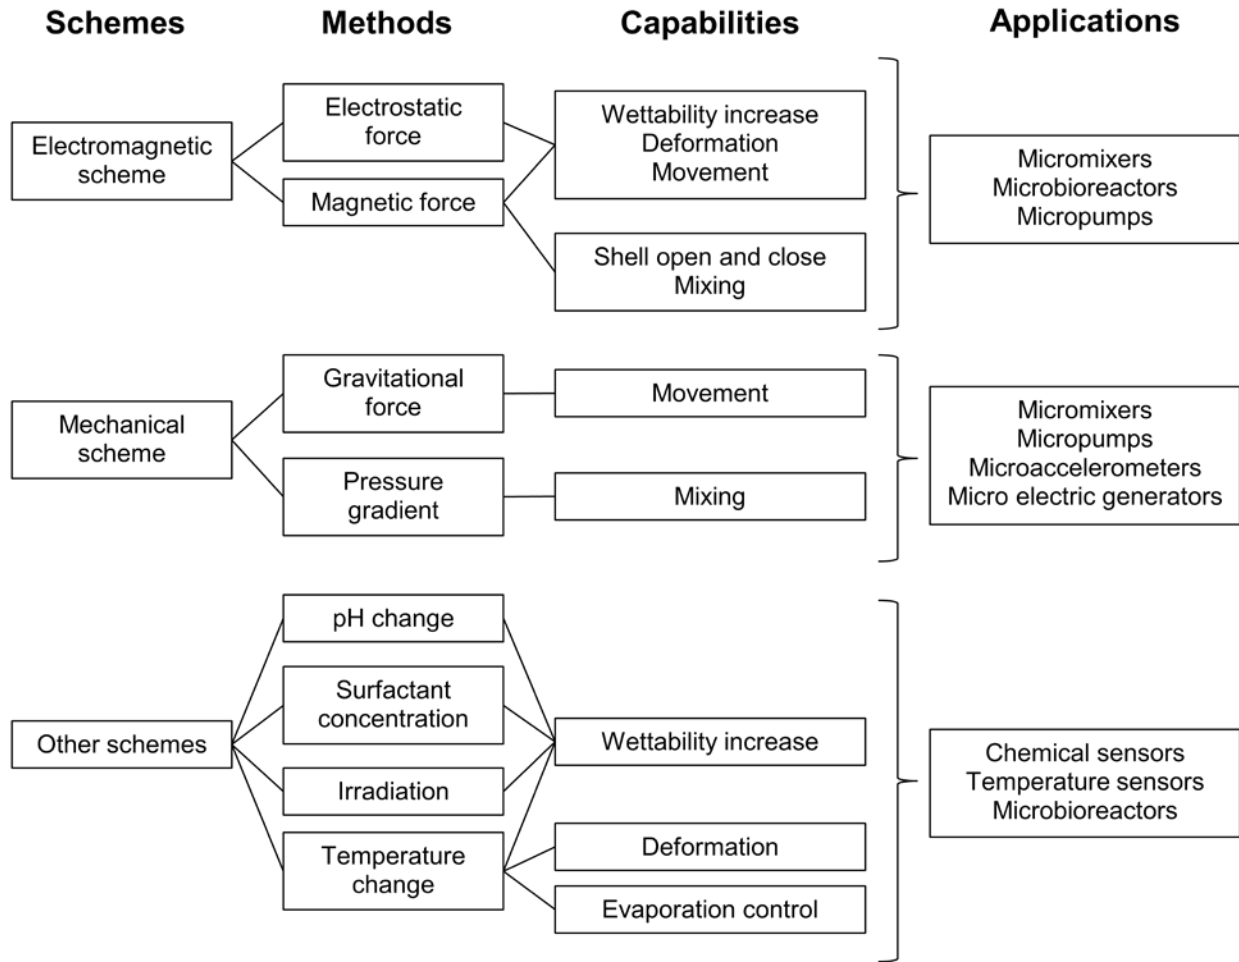 Schemes
Methods
Capabilities
Applications
Electromagnetic
scheme
Electrostatic
force
Magnetic force
Wettability increase
Deformation
Movement
Shell open and close
Mixing
Micromixers
Microbioreactors
Micropumps
Mechanical
scheme
Gravitational
force
Pressure
gradient
Movement
Mixing
Micromixers
Micropumps
Microaccelerometers
Micro electric generators
Other schemes
pH change
Surfactant
concentration
Irradiation
Temperature
change
Wettability increase
Deformation
Evaporation control
Chemical sensors
Temperature sensors
Microbioreactors